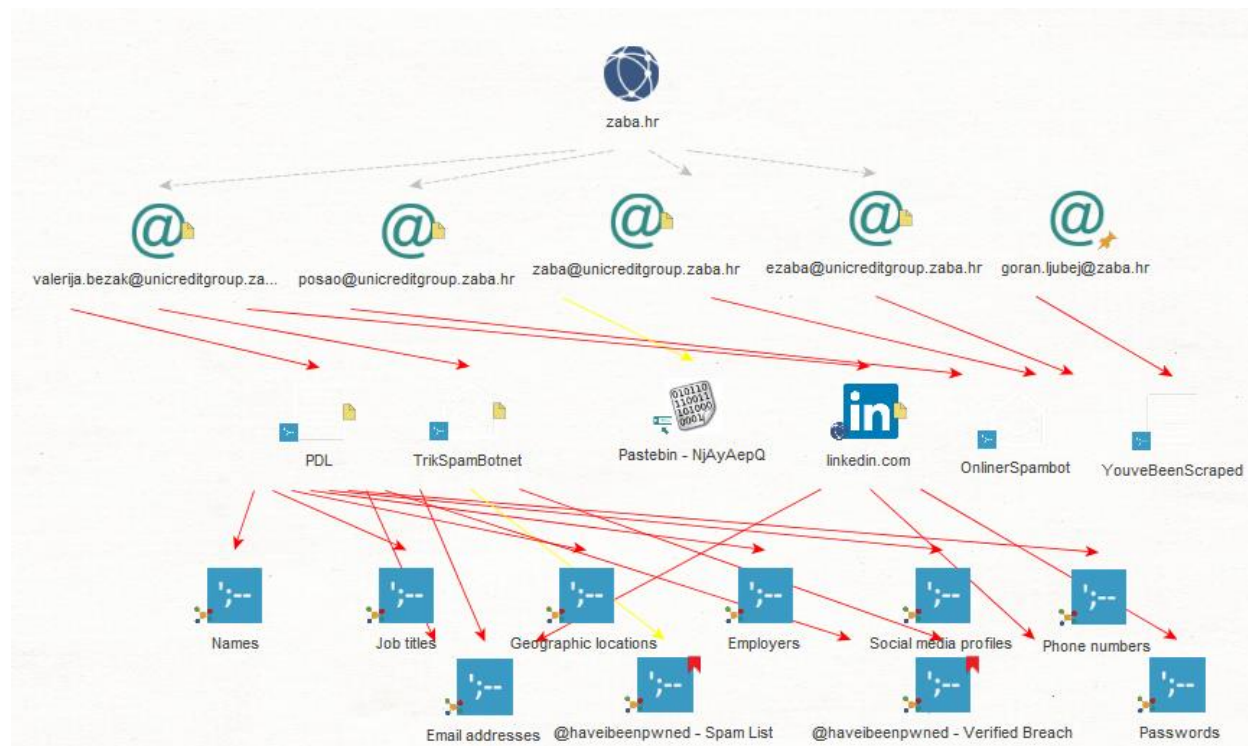 zaba.hr
valerija.bezak@unicreditgroup.za...
posao@unicreditgroup.zaba.hr
zaba@unicreditgroup.zaba.hr
ezaba@unicreditgroup.zaba.hr
goran.ljubej@zaba.hr
PDL
TrikSpamBotnet
Pastebin - NjAyAepQ
linkedin.com
OnlinerSpambot
YouveBeenScraped
Names
Job titles
Geographic locations
Employers
Social media profiles
Phone numbers
Email addresses
@haveibeenpwned - Spam List
@haveibeenpwned - Verified Breach
Passwords